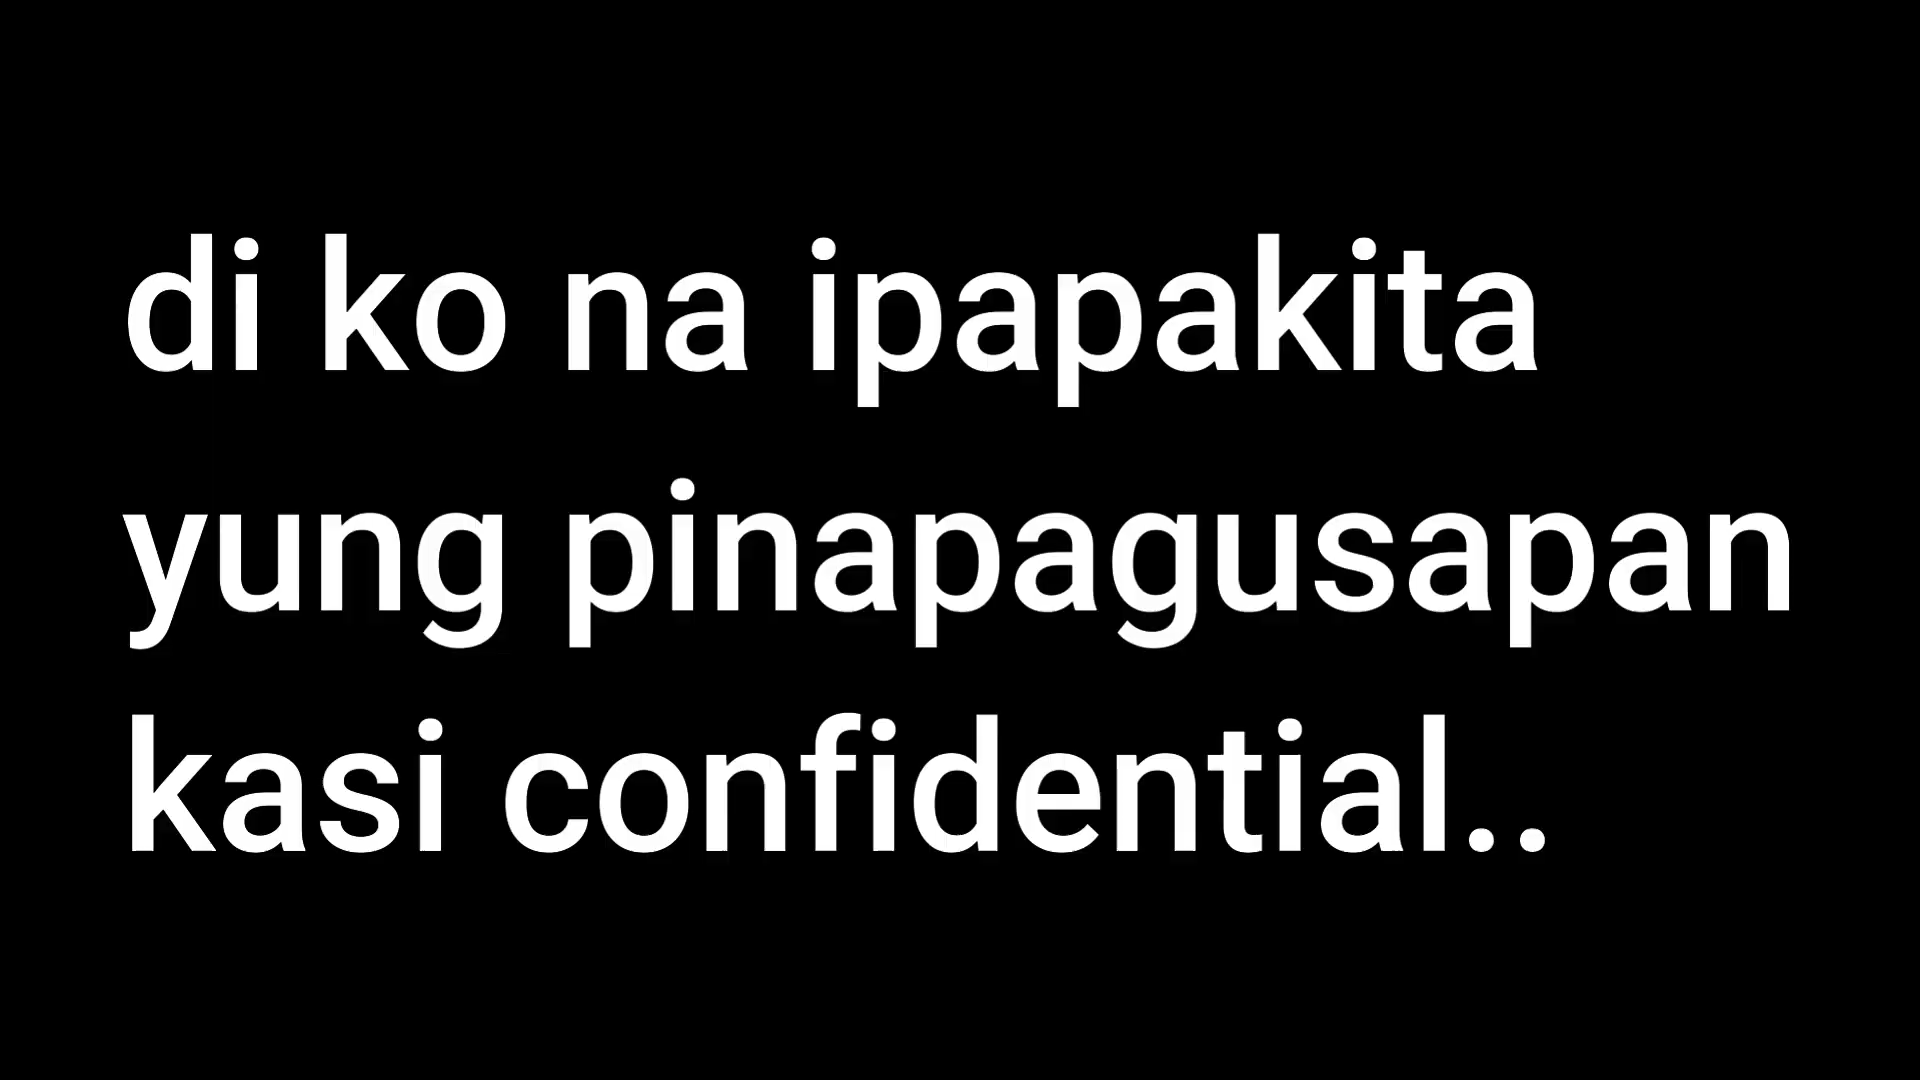 di ko na ipapakita
yung pinapagusapan
kasi confidential..